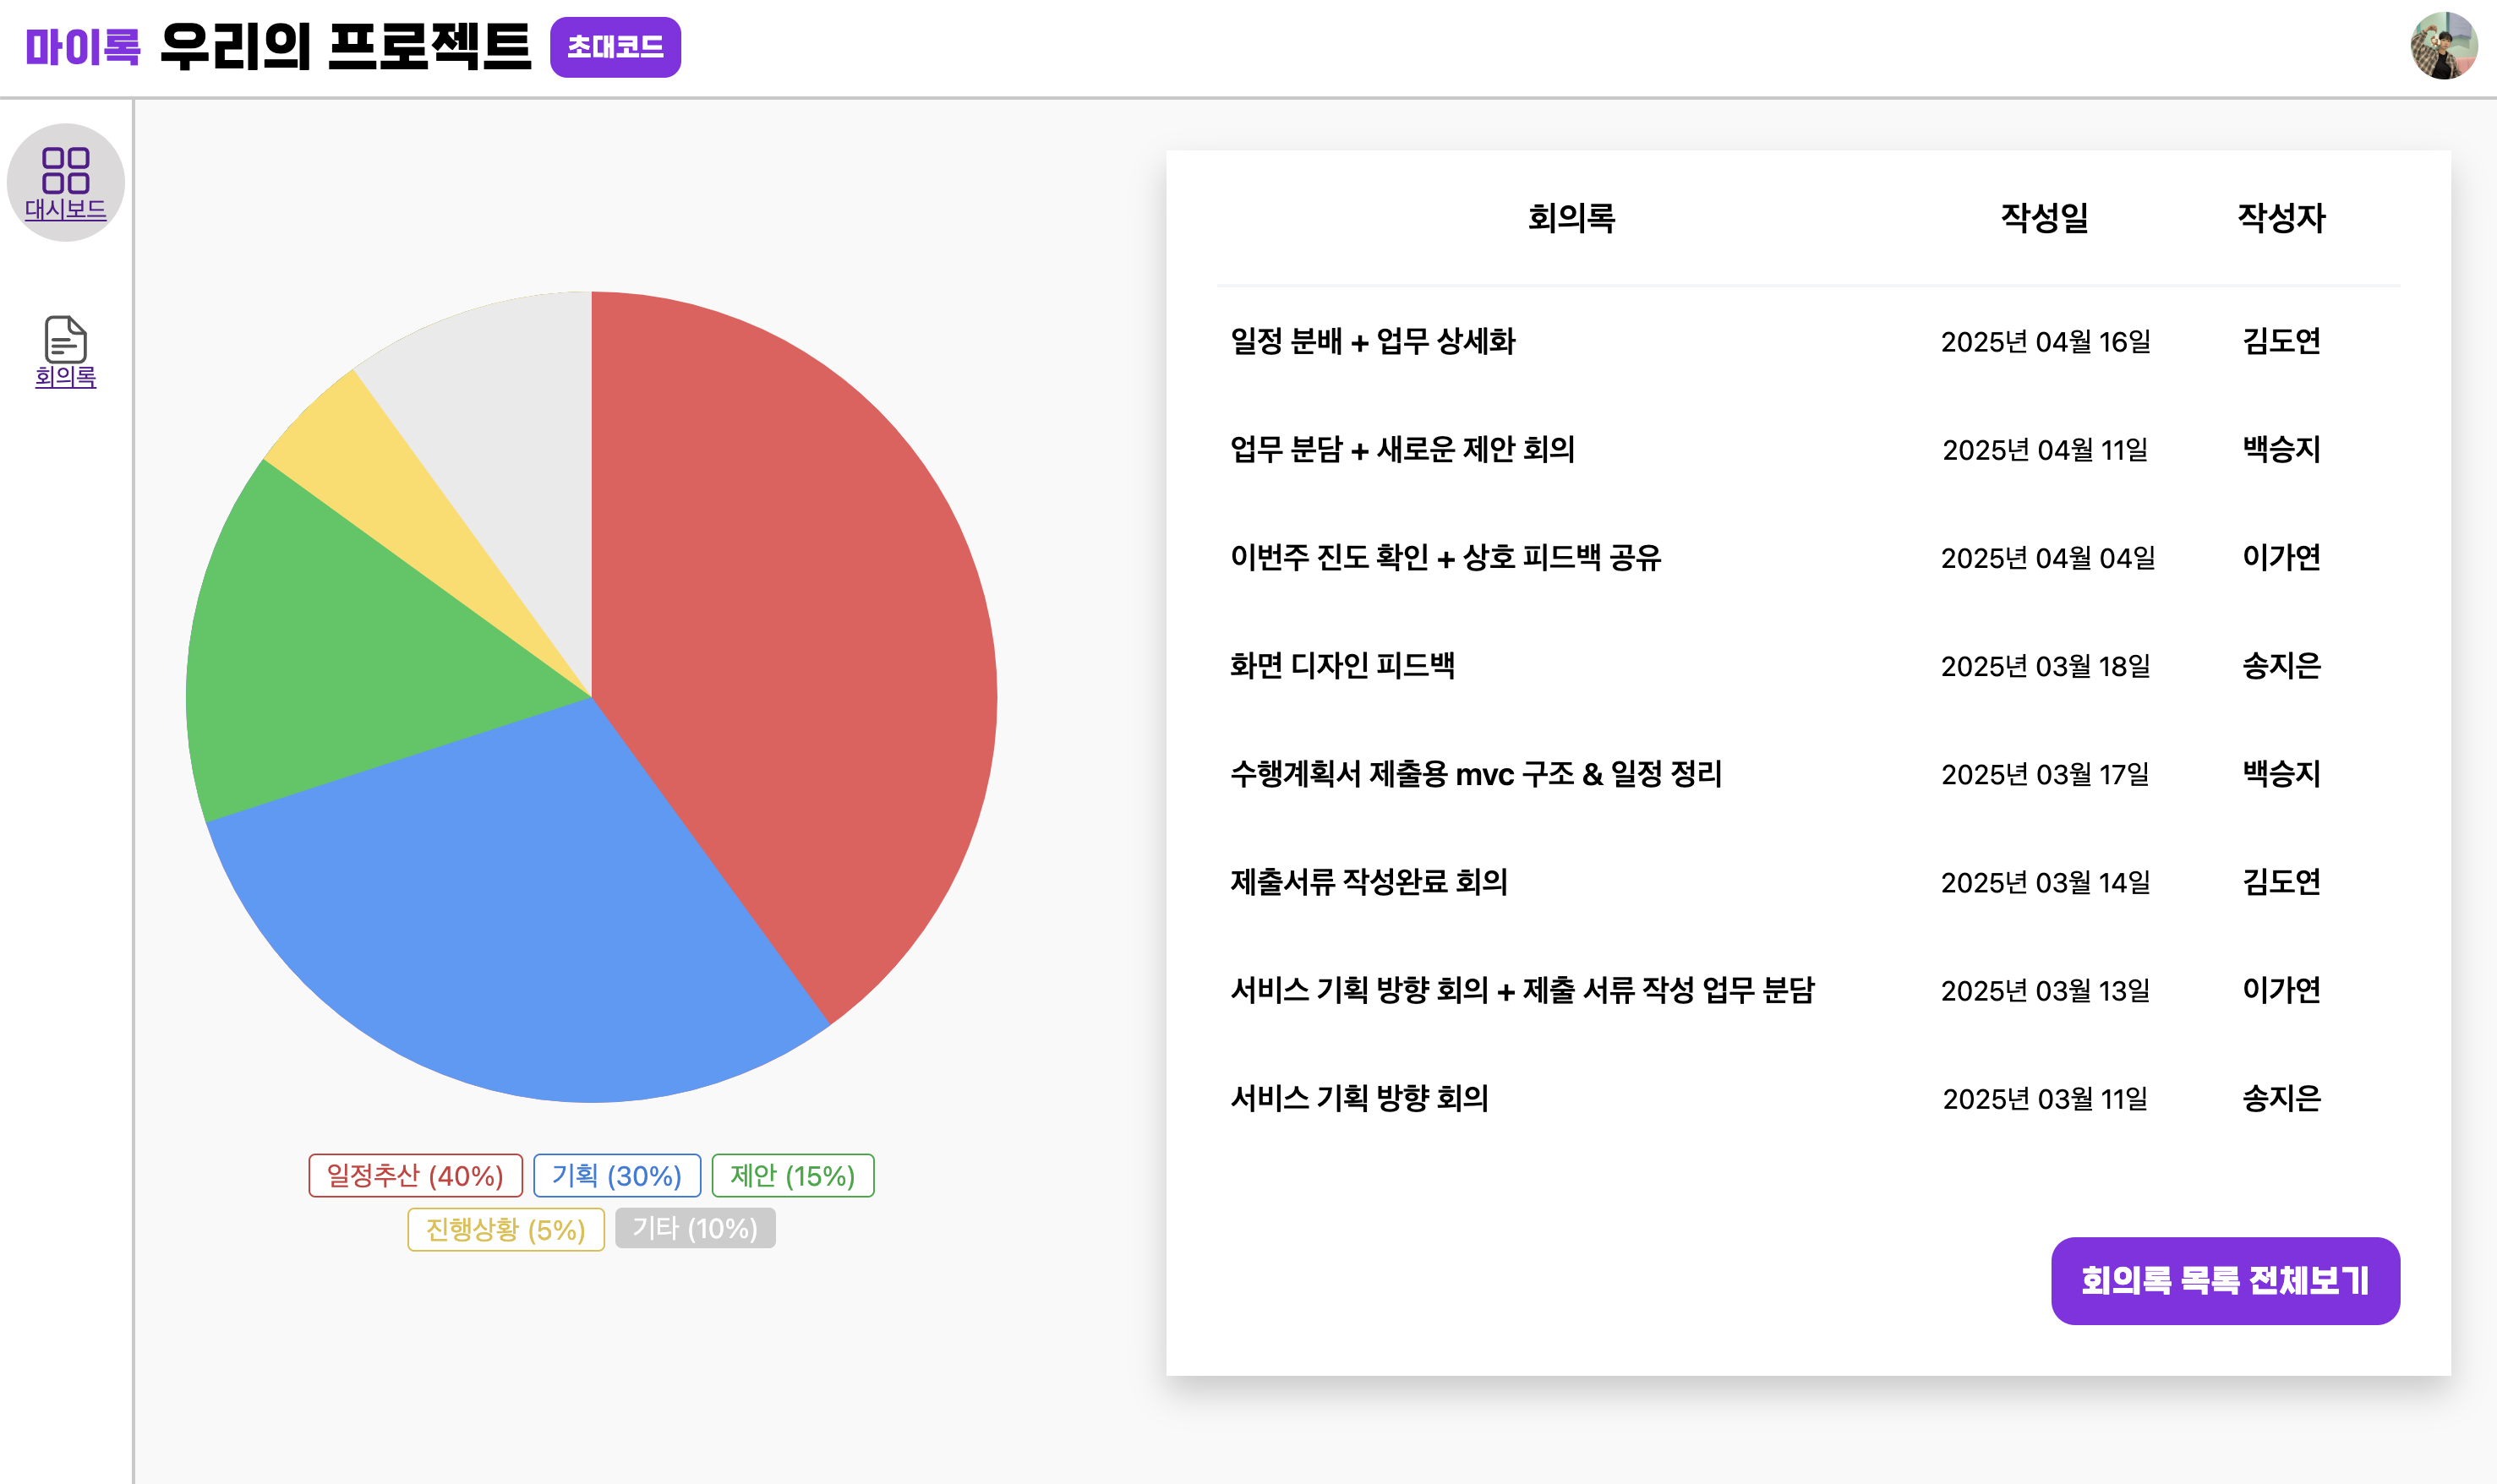 마이록 우리의 프로젝트 초대코드
대시보드
회의록
일정추산 (40%) 기획 (30%) 제안 (15%)
진행상황 (5%) 기타 (10%)
회의록 작성일 작성자
일정 분배 + 업무 상세화 2025년 04월 16일 김도연
업무 분담 + 새로운 제안 회의 2025년 04월 11일 백승지
이번주 진도 확인 + 상호 피드백 공유 2025년 04월 04일 이가연
화면 디자인 피드백 2025년 03월 18일 송지은
수행계획서 제출용 mvc 구조 & 일정 정리 2025년 03월 17일 백승지
제출서류 작성완료 회의 2025년 03월 14일 김도연
서비스 기획 방향 회의 + 제출 서류 작성 업무 분담 2025년 03월 13일 이가연
서비스 기획 방향 회의 2025년 03월 11일 송지은
회의록 목록 전체보기